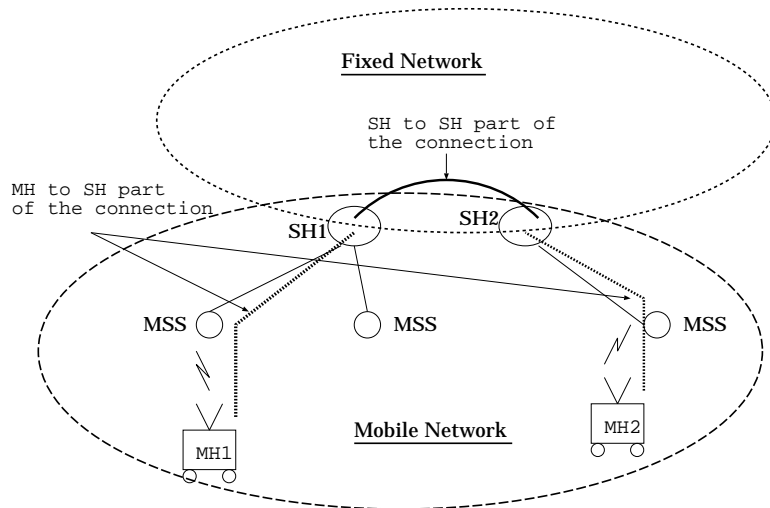 Fixed Network
SH to SH part of
the connection
MH to SH part
of the connection
SH1
SH2
MSS
MSS
MSS
MH1
MH2
Mobile Network